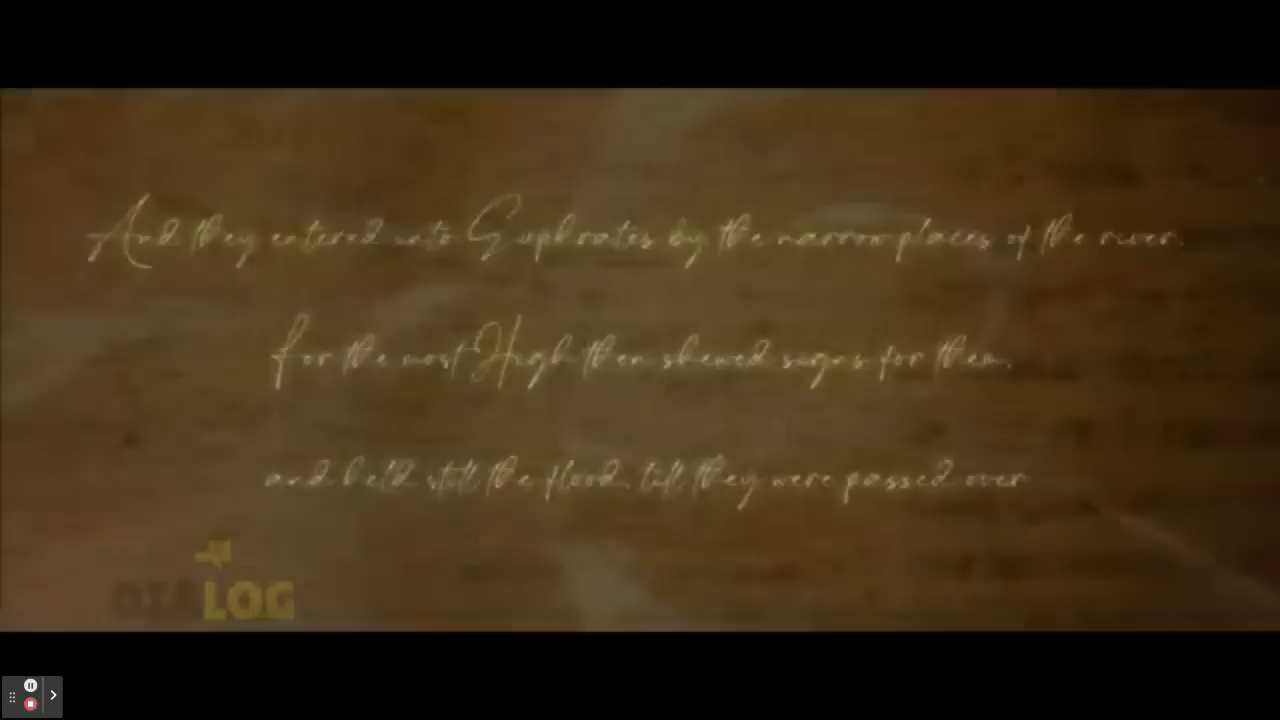 And they entered into Euphrates by the narrow places of the river.
for the most High then shewed signs for them.
and held still the flood, till they were passed over
DIALOG